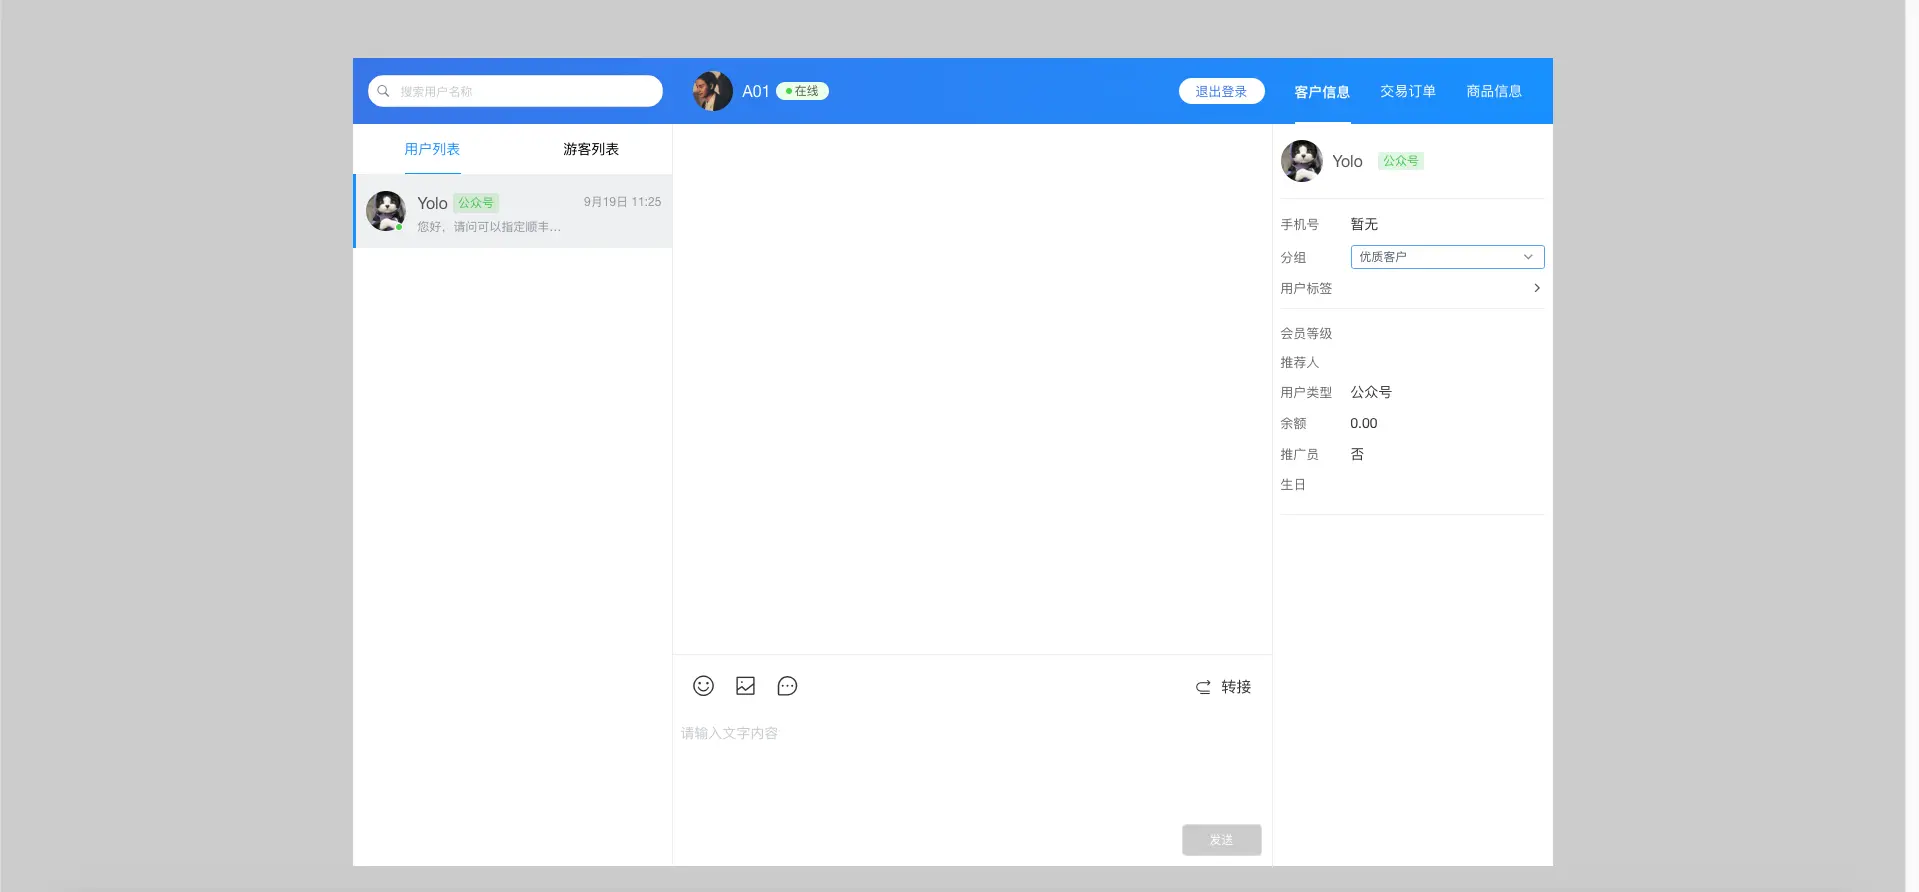 搜索用户名称
A01
在线
退出登录
客户信息
交易订单
商品信息
用户列表
游客列表
Yolo
公众号
9月19日 11:25
您好，请问可以指定顺丰...
Yolo
公众号
手机号
暂无
分组
优质客户
用户标签
会员等级
推荐人
用户类型
公众号
余额
0.00
推广员
否
生日
转接
请输入文字内容
发送